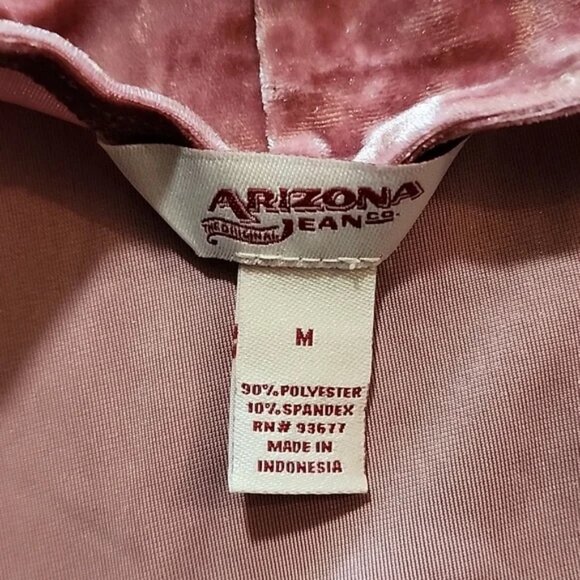 ARIZONA
THE ORIGINAL JEAN CO.
M
90% POLYESTER
10% SPANDEX
RN# 93677
MADE IN
INDONESIA